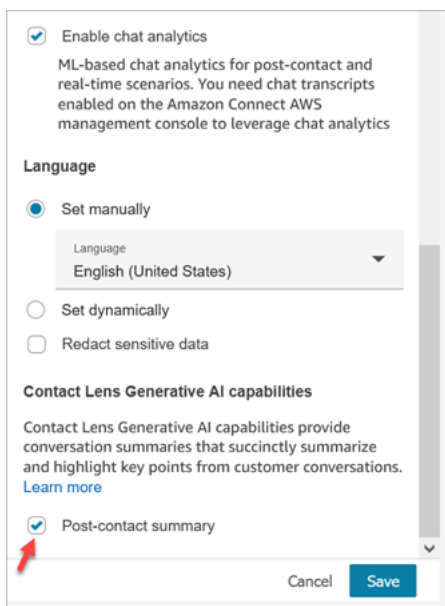 Enable chat analytics
ML-based chat analytics for post-contact and
real-time scenarios. You need chat transcripts
enabled on the Amazon Connect AWS
management console to leverage chat analytics
Language
Set manually
Language
English (United States)
Set dynamically
Redact sensitive data
Contact Lens Generative AI capabilities
Contact Lens Generative AI capabilities provide
conversation summaries that succinctly summarize
and highlight key points from customer conversations.
Learn more
Post-contact summary
Cancel Save